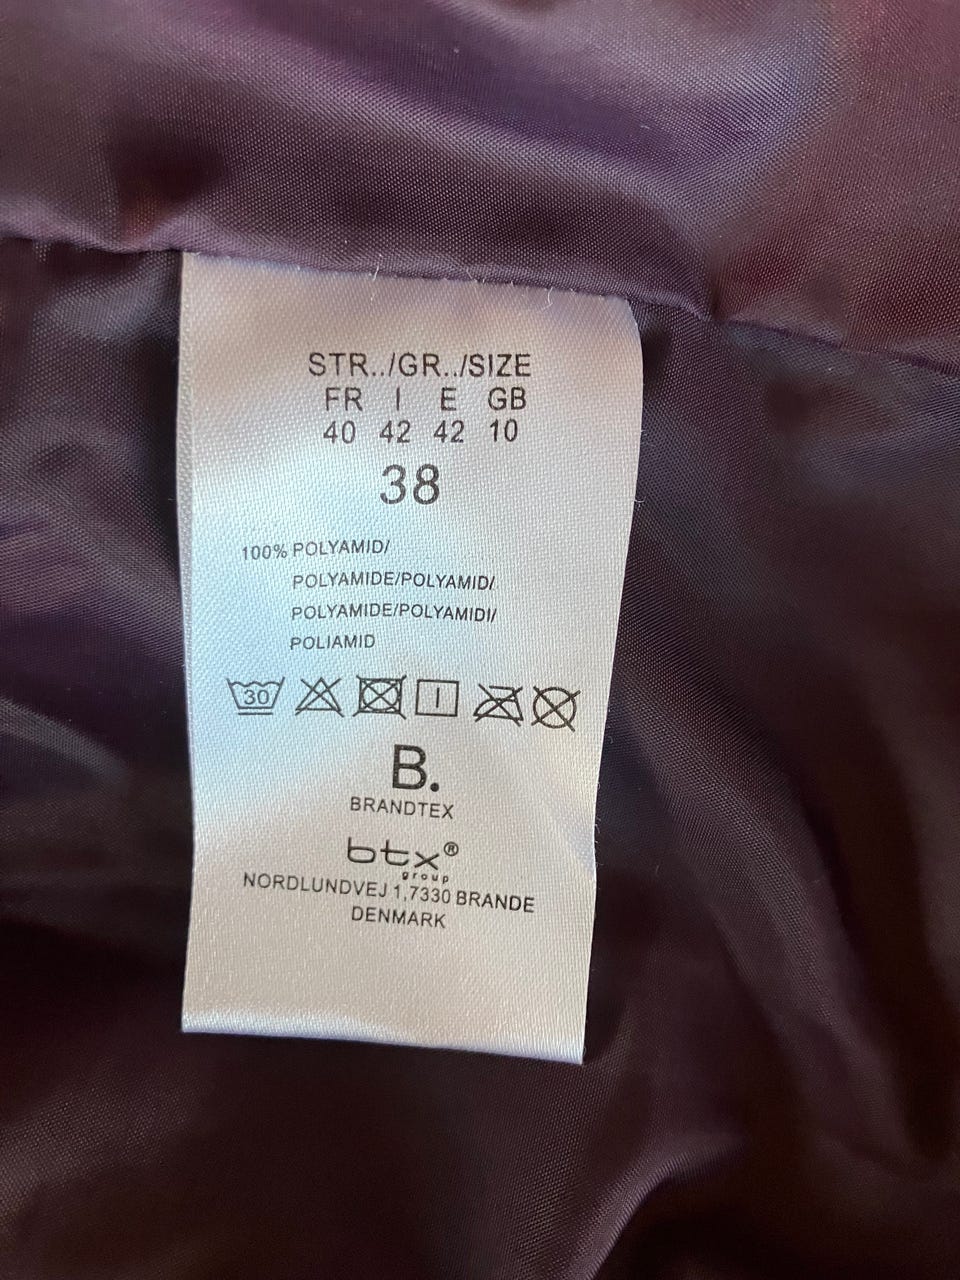 STR../GR../SIZE
FR I E GB
40 42 42 10
38
100% POLYAMID/
POLYAMIDE/POLYAMID/
POLYAMIDE/POLYAMIDI/
POLIAMID
30
B.
BRANDTEX
btx®
group
NORDLUNDVEJ 1,7330 BRANDE
DENMARK